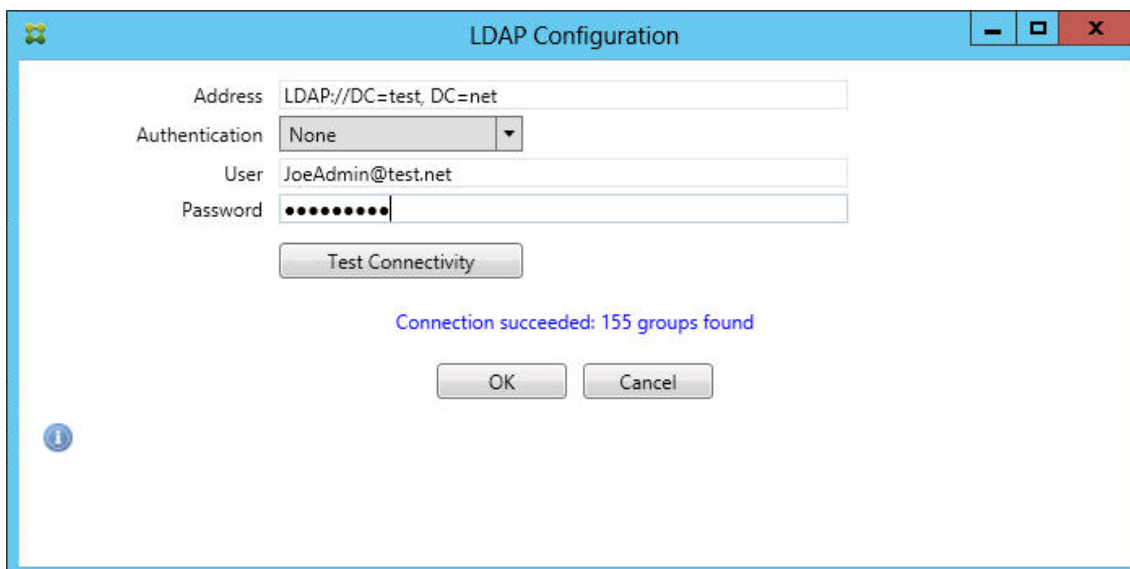 LDAP Configuration
Address LDAP://DC=test, DC=net
Authentication None
User JoeAdmin@test.net
Password •••••••••
Test Connectivity
Connection succeeded: 155 groups found
OK Cancel